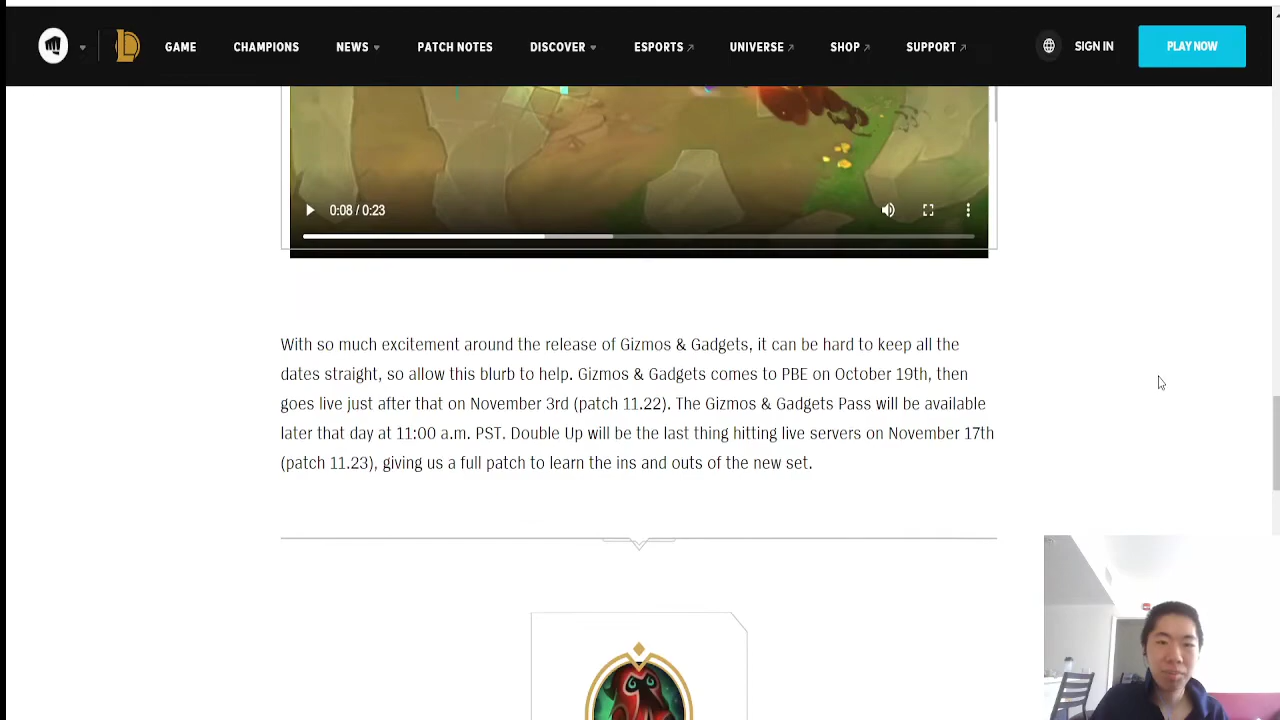 GAME CHAMPIONS NEWS PATCH NOTES DISCOVER ESPORTS UNIVERSE SHOP SUPPORT SIGN IN PLAY NOW
0:08 / 0:23
With so much excitement around the release of Gizmos & Gadgets, it can be hard to keep all the
dates straight, so allow this blurb to help. Gizmos & Gadgets comes to PBE on October 19th, then
goes live just after that on November 3rd (patch 11.22). The Gizmos & Gadgets Pass will be available
later that day at 11:00 a.m. PST. Double Up will be the last thing hitting live servers on November 17th
(patch 11.23), giving us a full patch to learn the ins and outs of the new set.